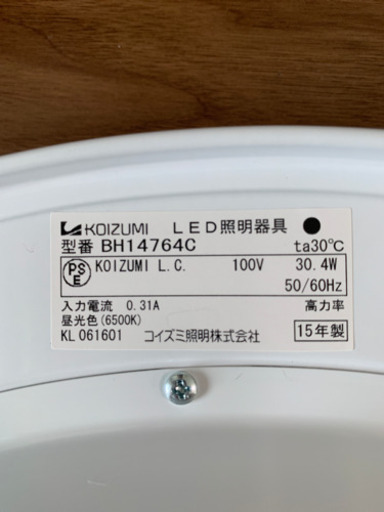 KOIZUMI LED照明器具 ●
型番 BH14764C ta30℃
PSE KOIZUMI L.C. 100V 30.4W
50/60Hz
入力電流 0.31A 高力率
昼光色(6500K)
KL 061601 コイズミ照明株式会社 15年製